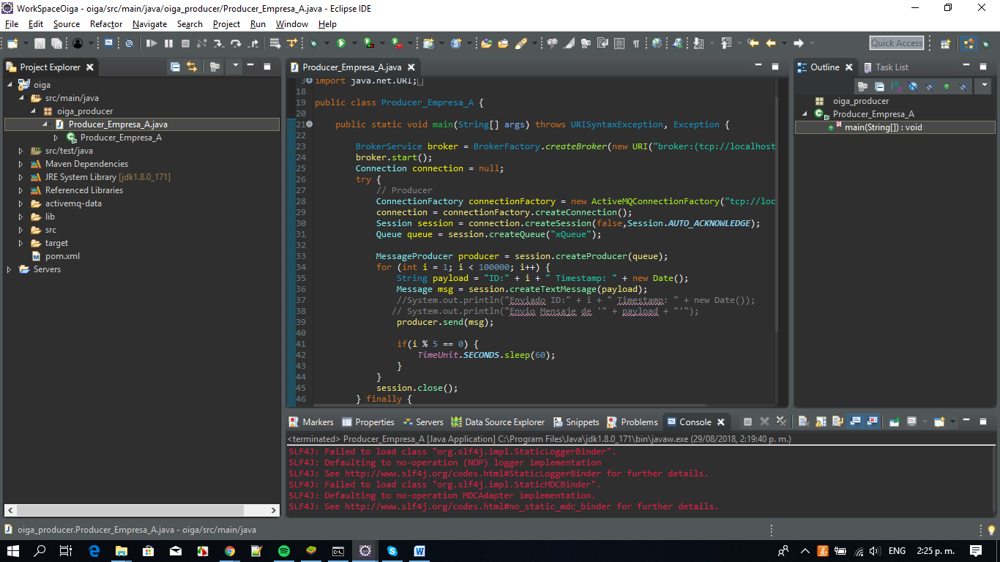 WorkSpaceOiga - oiga/src/main/java/oiga_producer/Producer_Empresa_A.java - Eclipse IDE
File Edit Source Refactor Navigate Search Project Run Window Help
Quick Access
Project Explorer
oiga
src/main/java
oiga_producer
Producer_Empresa_A.java
Producer_Empresa_A
src/test/java
Maven Dependencies
JRE System Library [jdk1.8.0_171]
Referenced Libraries
activemq-data
lib
src
target
pom.xml
Servers
Producer_Empresa_A.java
3 import java.net.URI;
18
19 public class Producer_Empresa_A {
20
21 public static void main(String[] args) throws URISyntaxException, Exception {
22
23 BrokerService broker = BrokerFactory.createBroker(new URI("broker:(tcp://localhost
24 broker.start();
25 Connection connection = null;
26 try {
27 // Producer
28 ConnectionFactory connectionFactory = new ActiveMQConnectionFactory("tcp://loc
29 connection = connectionFactory.createConnection();
30 Session session = connection.createSession(false,Session.AUTO_ACKNOWLEDGE);
31 Queue queue = session.createQueue("xQueue");
32
33 MessageProducer producer = session.createProducer(queue);
34 for (int i = 1; i < 100000; i++) {
35 String payload = "ID:" + i + " Timestamp: " + new Date();
36 Message msg = session.createTextMessage(payload);
37 //System.out.println("Enviado ID:" + i + " Timestamp: " + new Date());
38 // System.out.println("Envio Mensaje de '" + payload + "'");
39 producer.send(msg);
40
41 if(i % 5 == 0) {
42 TimeUnit.SECONDS.sleep(60);
43 }
44 }
45 session.close();
46 } finally {
Outline Task List
oiga_producer
Producer_Empresa_A
main(String[]) : void
Markers Properties Servers Data Source Explorer Snippets Problems Console
<terminated> Producer_Empresa_A [Java Application] C:\Program Files\Java\jdk1.8.0_171\bin\javaw.exe (29/08/2018, 2:19:40 p. m.)
SLF4J: Failed to load class "org.slf4j.impl.StaticLoggerBinder".
SLF4J: Defaulting to no-operation (NOP) logger implementation
SLF4J: See http://www.slf4j.org/codes.html#StaticLoggerBinder for further details.
SLF4J: Failed to load class "org.slf4j.impl.StaticMDCBinder".
SLF4J: Defaulting to no-operation MDCAdapter implementation.
SLF4J: See http://www.slf4j.org/codes.html#no_static_mdc_binder for further details.
oiga_producer.Producer_Empresa_A.java - oiga/src/main/java
ENG 2:25 p. m.